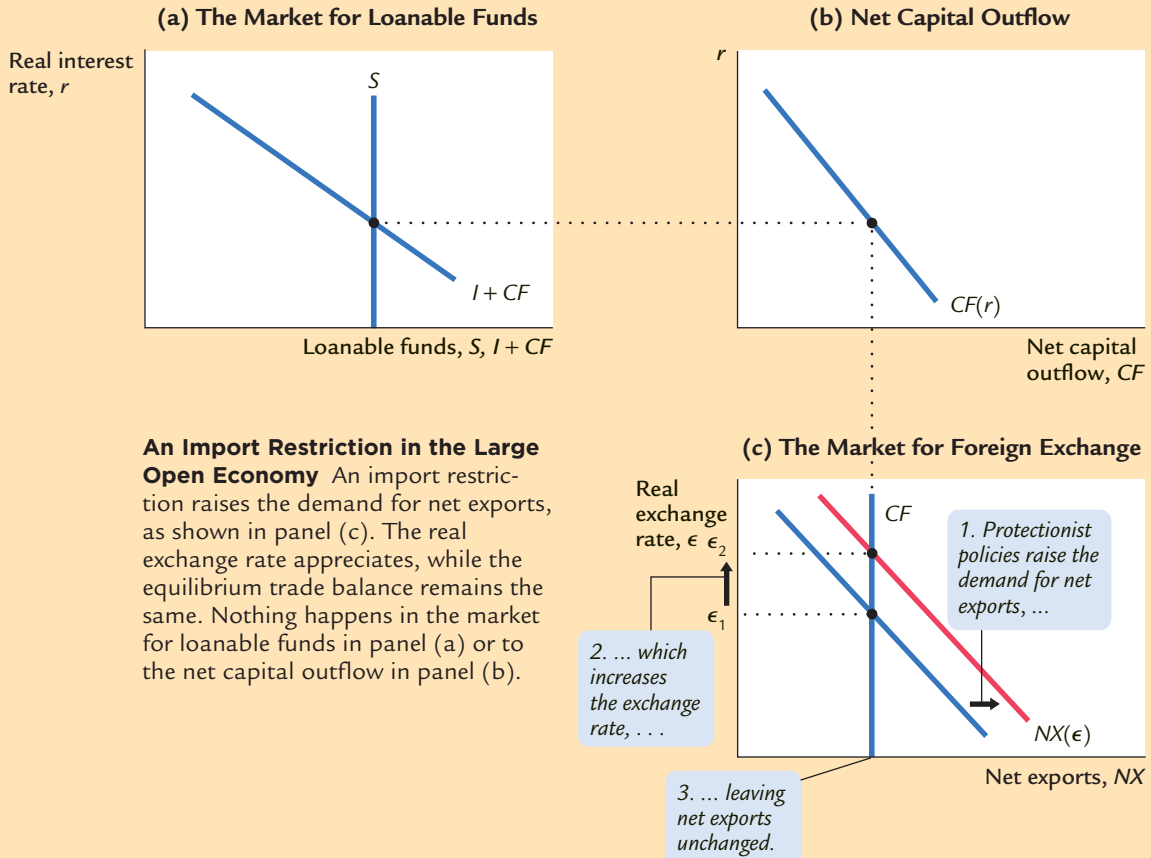 (a) The Market for Loanable Funds
Real interest
rate, r
S
I + CF
Loanable funds, S, I + CF
(b) Net Capital Outflow
r
CF(r)
Net capital
outflow, CF
An Import Restriction in the Large
Open Economy An import restric-
tion raises the demand for net exports,
as shown in panel (c). The real
exchange rate appreciates, while the
equilibrium trade balance remains the
same. Nothing happens in the market
for loanable funds in panel (a) or to
the net capital outflow in panel (b).
(c) The Market for Foreign Exchange
Real
exchange
rate, ϵ
ϵ2
ϵ1
CF
1. Protectionist
policies raise the
demand for net
exports, ...
2. ... which
increases
the exchange
rate, . . .
NX(ϵ)
Net exports, NX
3. ... leaving
net exports
unchanged.